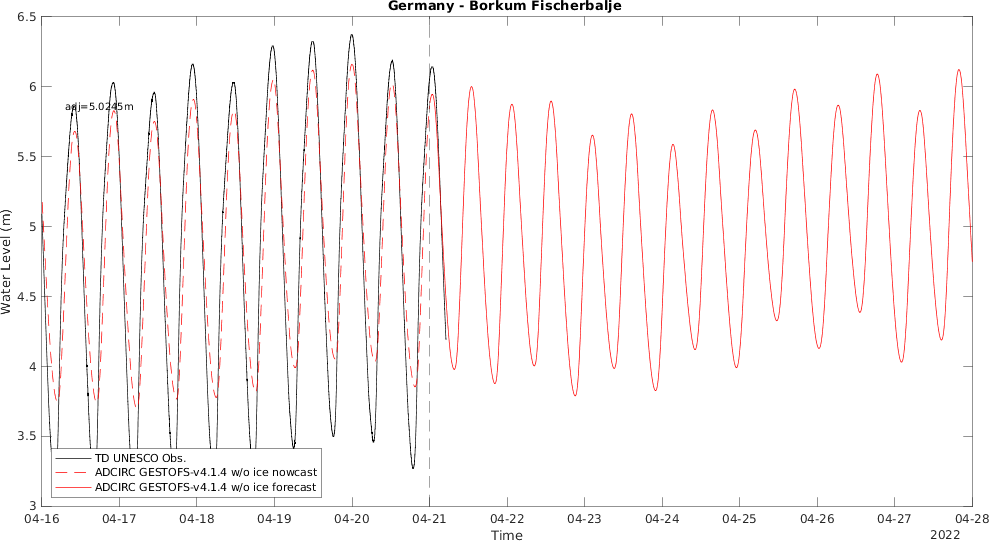 Germany - Borkum Fischerbalje
6.5
6
5.5
5
4.5
4
3.5
3
Water Level (m)
adj=5.0245m
TD UNESCO Obs.
ADCIRC GESTOFS-v4.1.4 w/o ice nowcast
ADCIRC GESTOFS-v4.1.4 w/o ice forecast
04-16 04-17 04-18 04-19 04-20 04-21 04-22 04-23 04-24 04-25 04-26 04-27 04-28
Time
2022